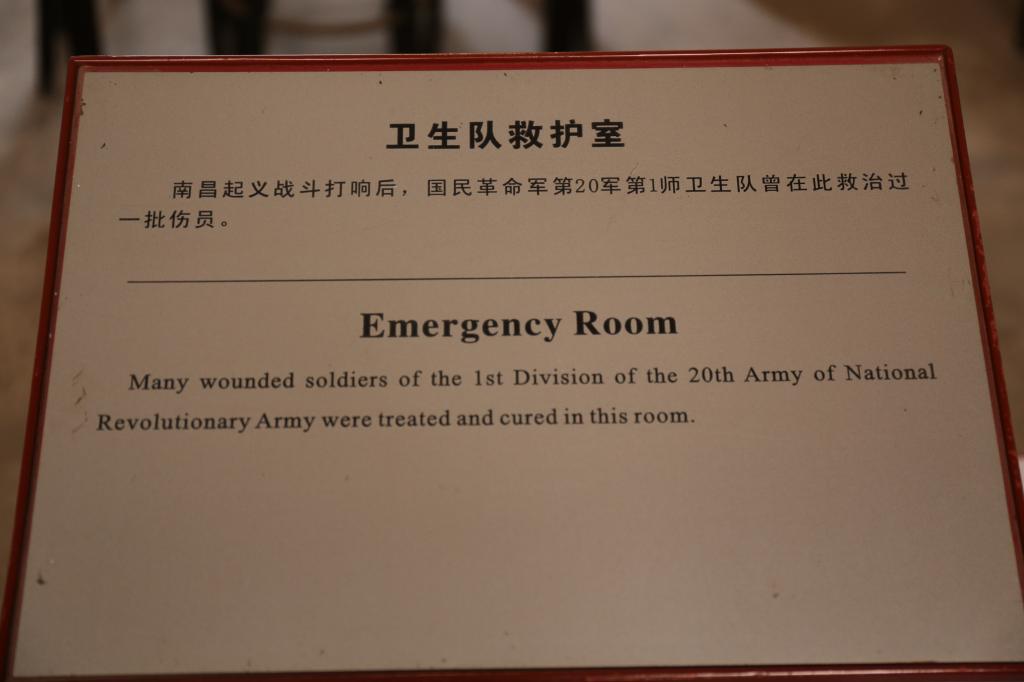 卫生队救护室
南昌起义战斗打响后，国民革命军第20军第1师卫生队曾在此救治过
一批伤员。
Emergency Room
Many wounded soldiers of the 1st Division of the 20th Army of National
Revolutionary Army were treated and cured in this room.